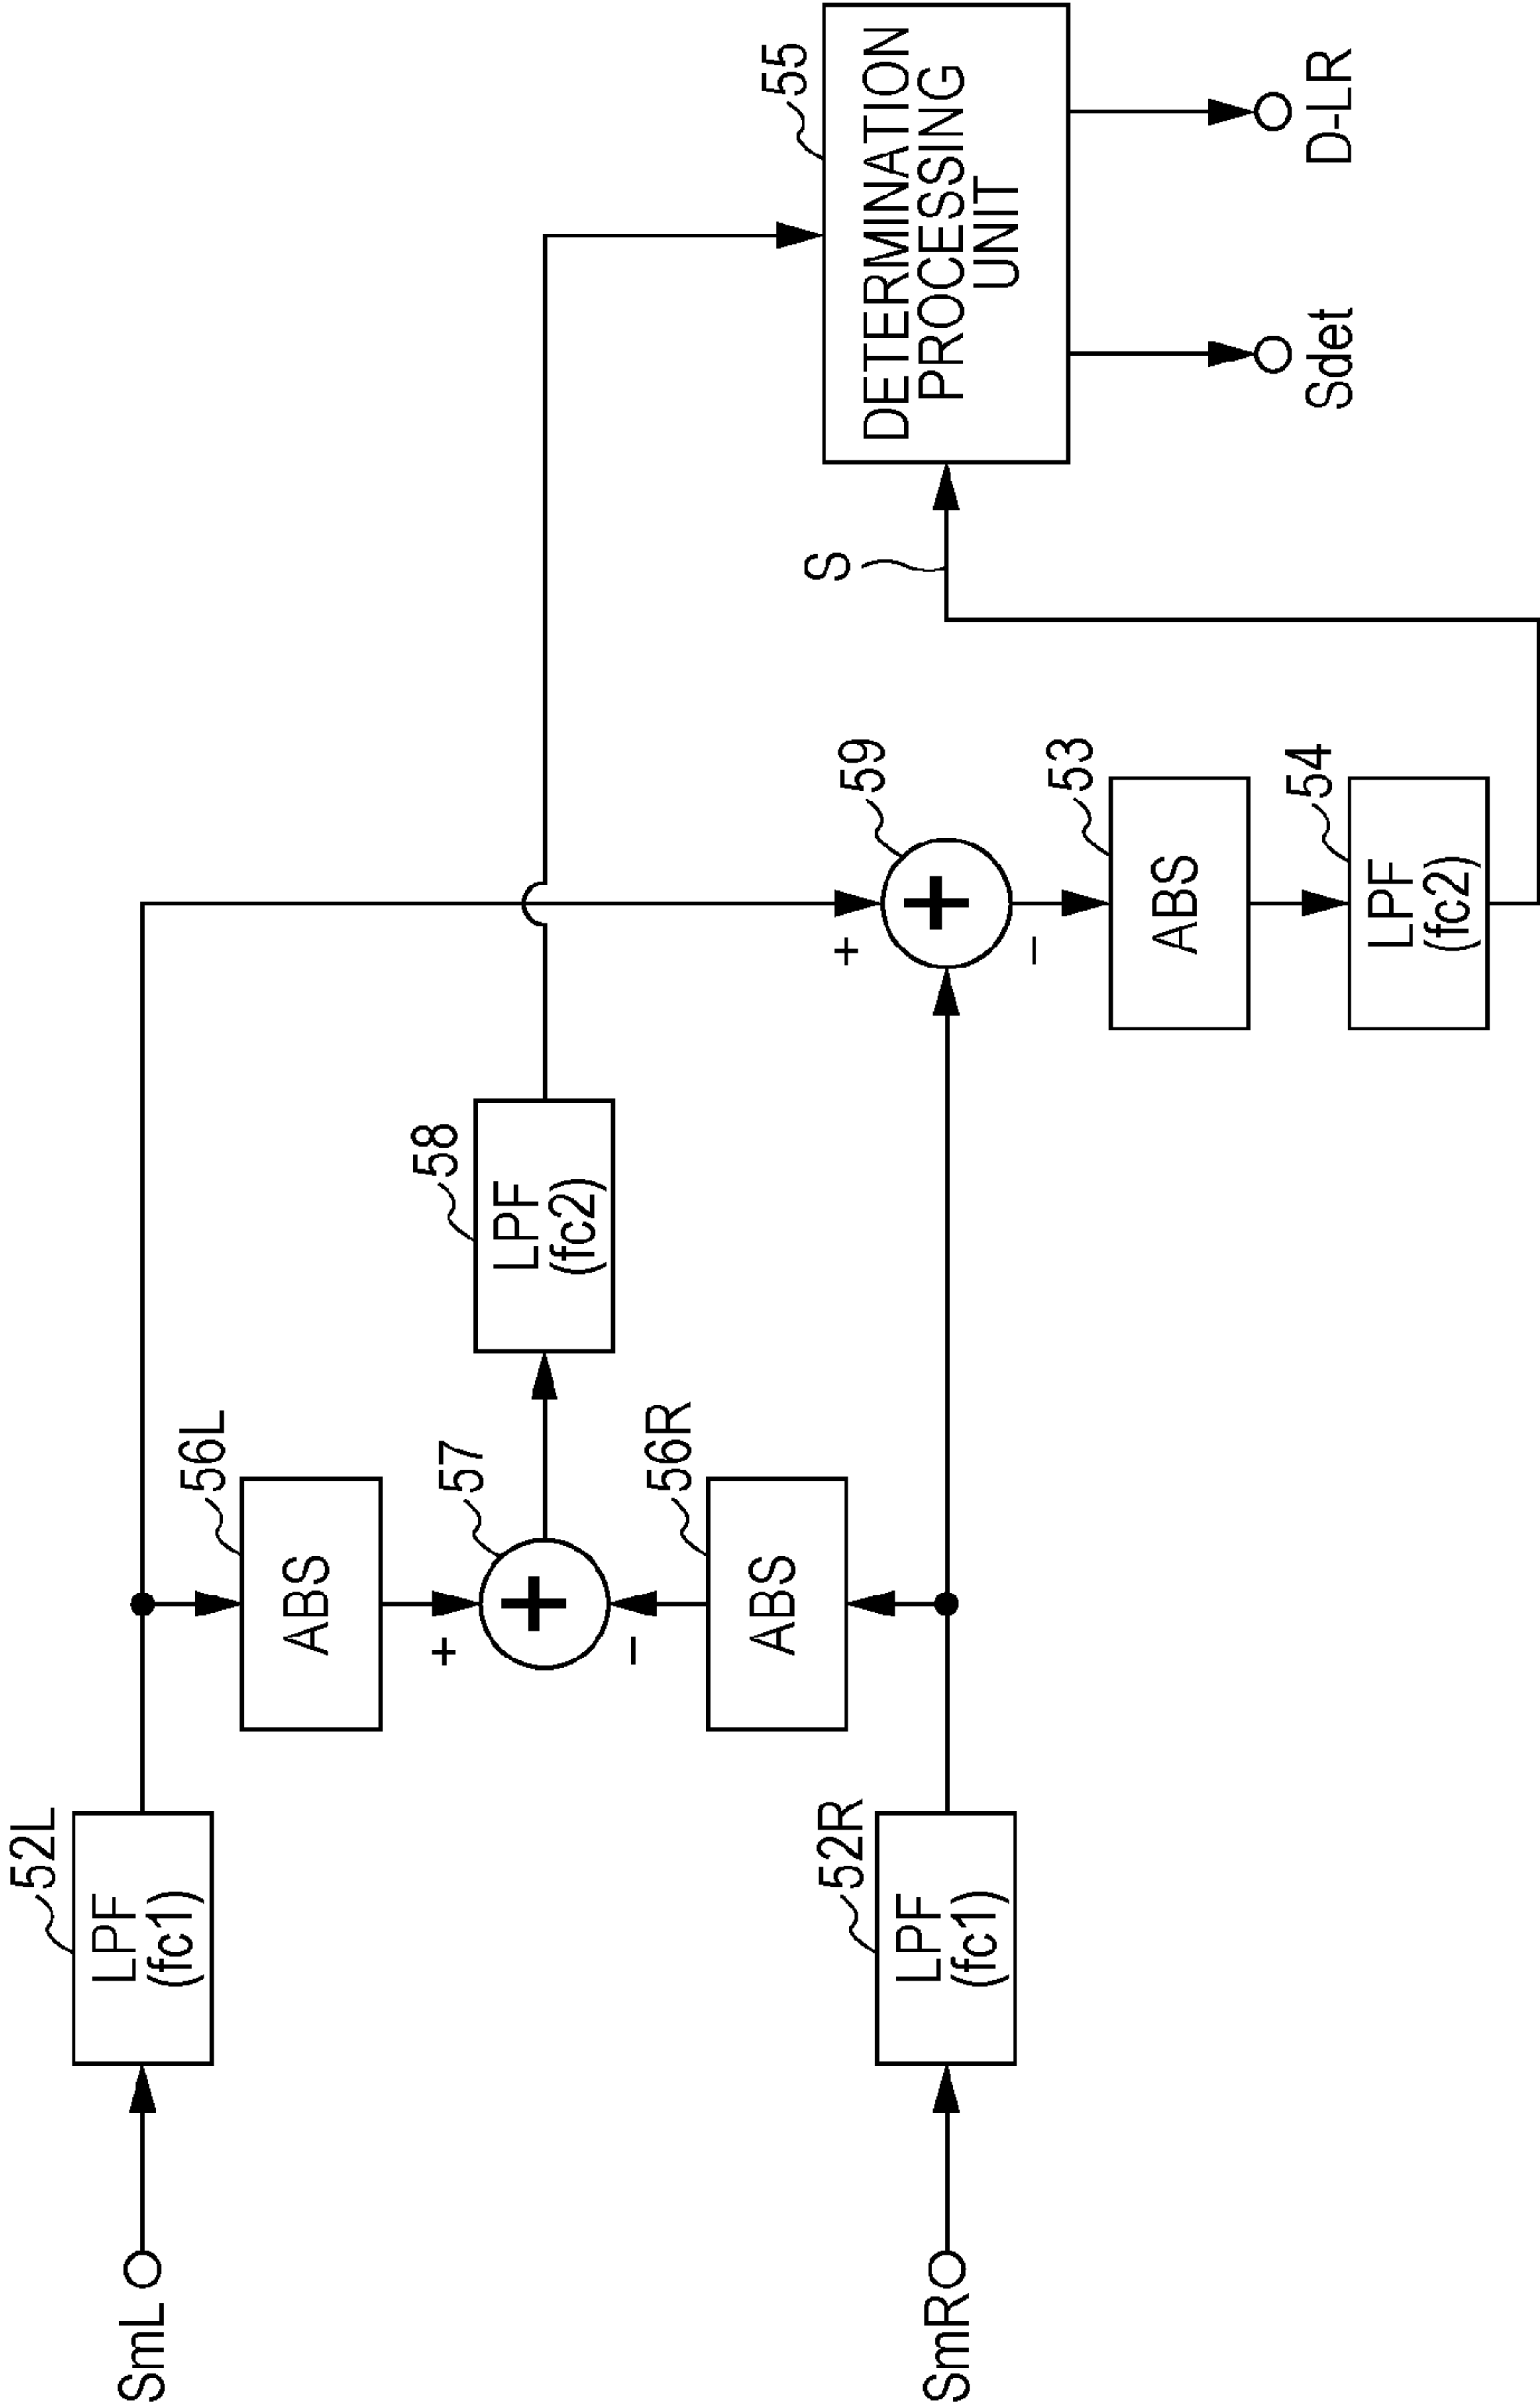 SmL
52L
LPF
(fc1)
56L
ABS
+
57
+
−
56R
ABS
58
LPF
(fc2)
SmR
52R
LPF
(fc1)
59
+
+
−
53
ABS
54
LPF
(fc2)
S
55
DETERMINATION
PROCESSING
UNIT
Sdet
D-LR